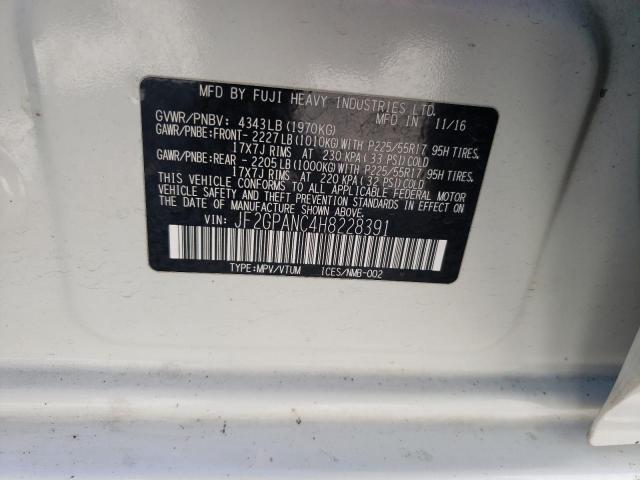 MFD BY FUJI HEAVY INDUSTRIES LTD.
GVWR/PNBV: 4343LB(1970KG) MFD IN 11/16
GAWR/PNBE:FRONT-2227LB(1010KG)WITH P225/55R17 95H TIRES,
17X7J RIMS AT 230 KPA(33 PSI)COLD
GAWR/PNBE:REAR -2205LB(1000KG)WITH P225/55R17 95H TIRES,
17X7J RIMS AT 220 KPA(32 PSI)COLD
THIS VEHICLE CONFORMS TO ALL APPLICABLE FEDERAL MOTOR
VEHICLE SAFETY AND THEFT PREVENTION STANDARDS IN EFFECT ON
THE DATE OF MANUFACTURE SHOWN ABOVE.
VIN: JF2GPANC4H8228391
TYPE:MPV/VTUM ICES/NMB-002